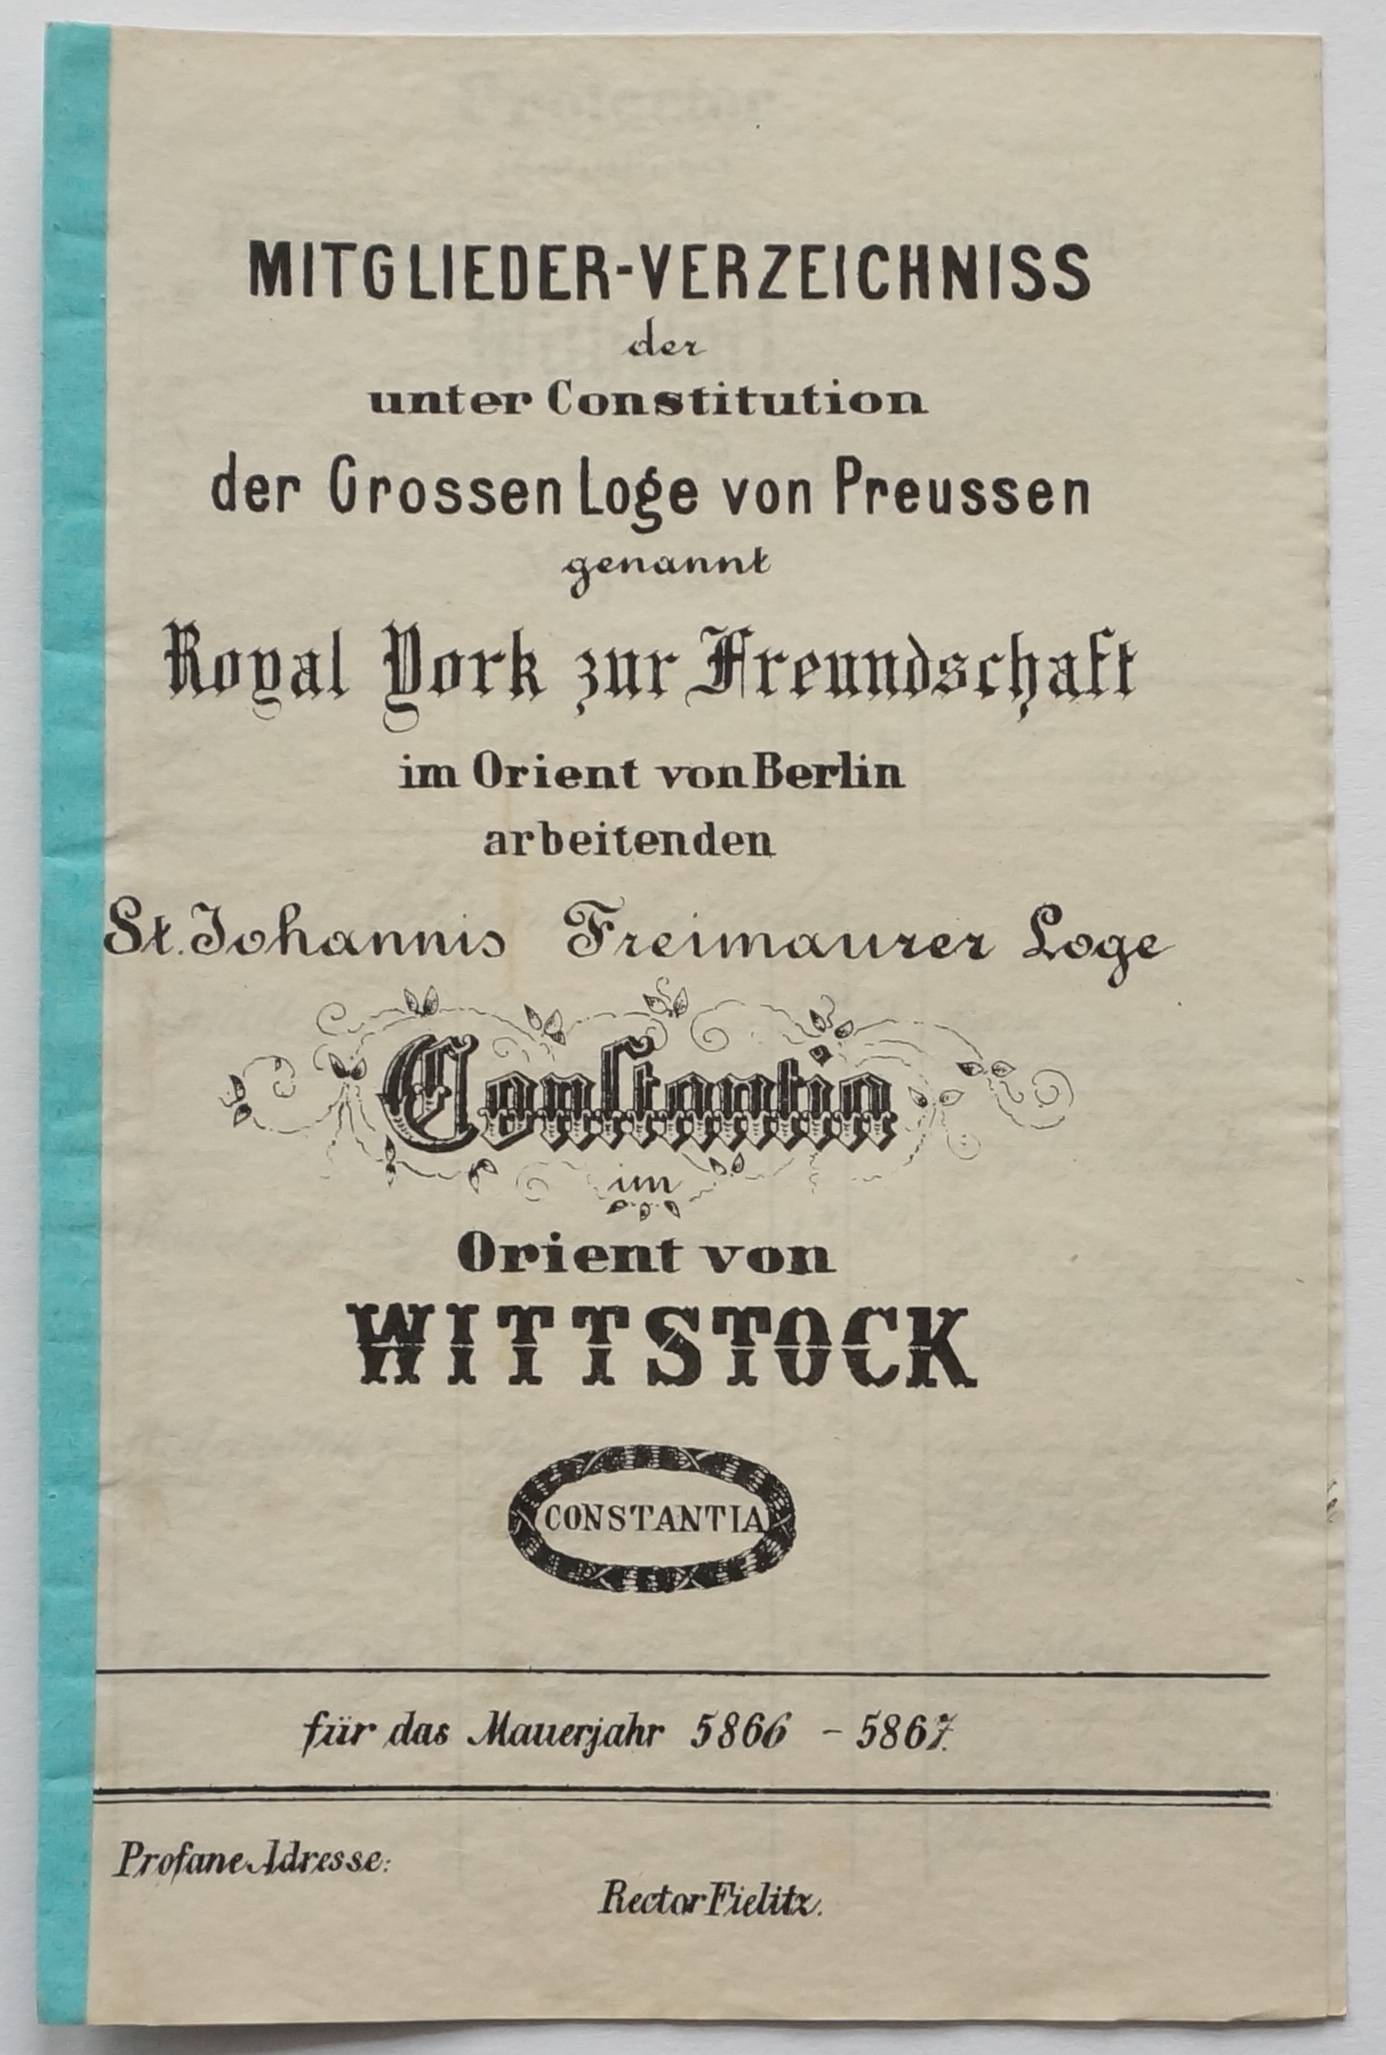 MITGLIEDER-VERZEICHNISS
der
unter Constitution
der Grossen Loge von Preussen
genannt
Royal York zur Freundschaft
im Orient von Berlin
arbeitenden
St. Johannis Freimaurer Loge
Constantia
im
Orient von
WITTSTOCK
CONSTANTIA
für das Mauerjahr 5866 - 5867.
Profane Adresse:
Rector Fielitz.